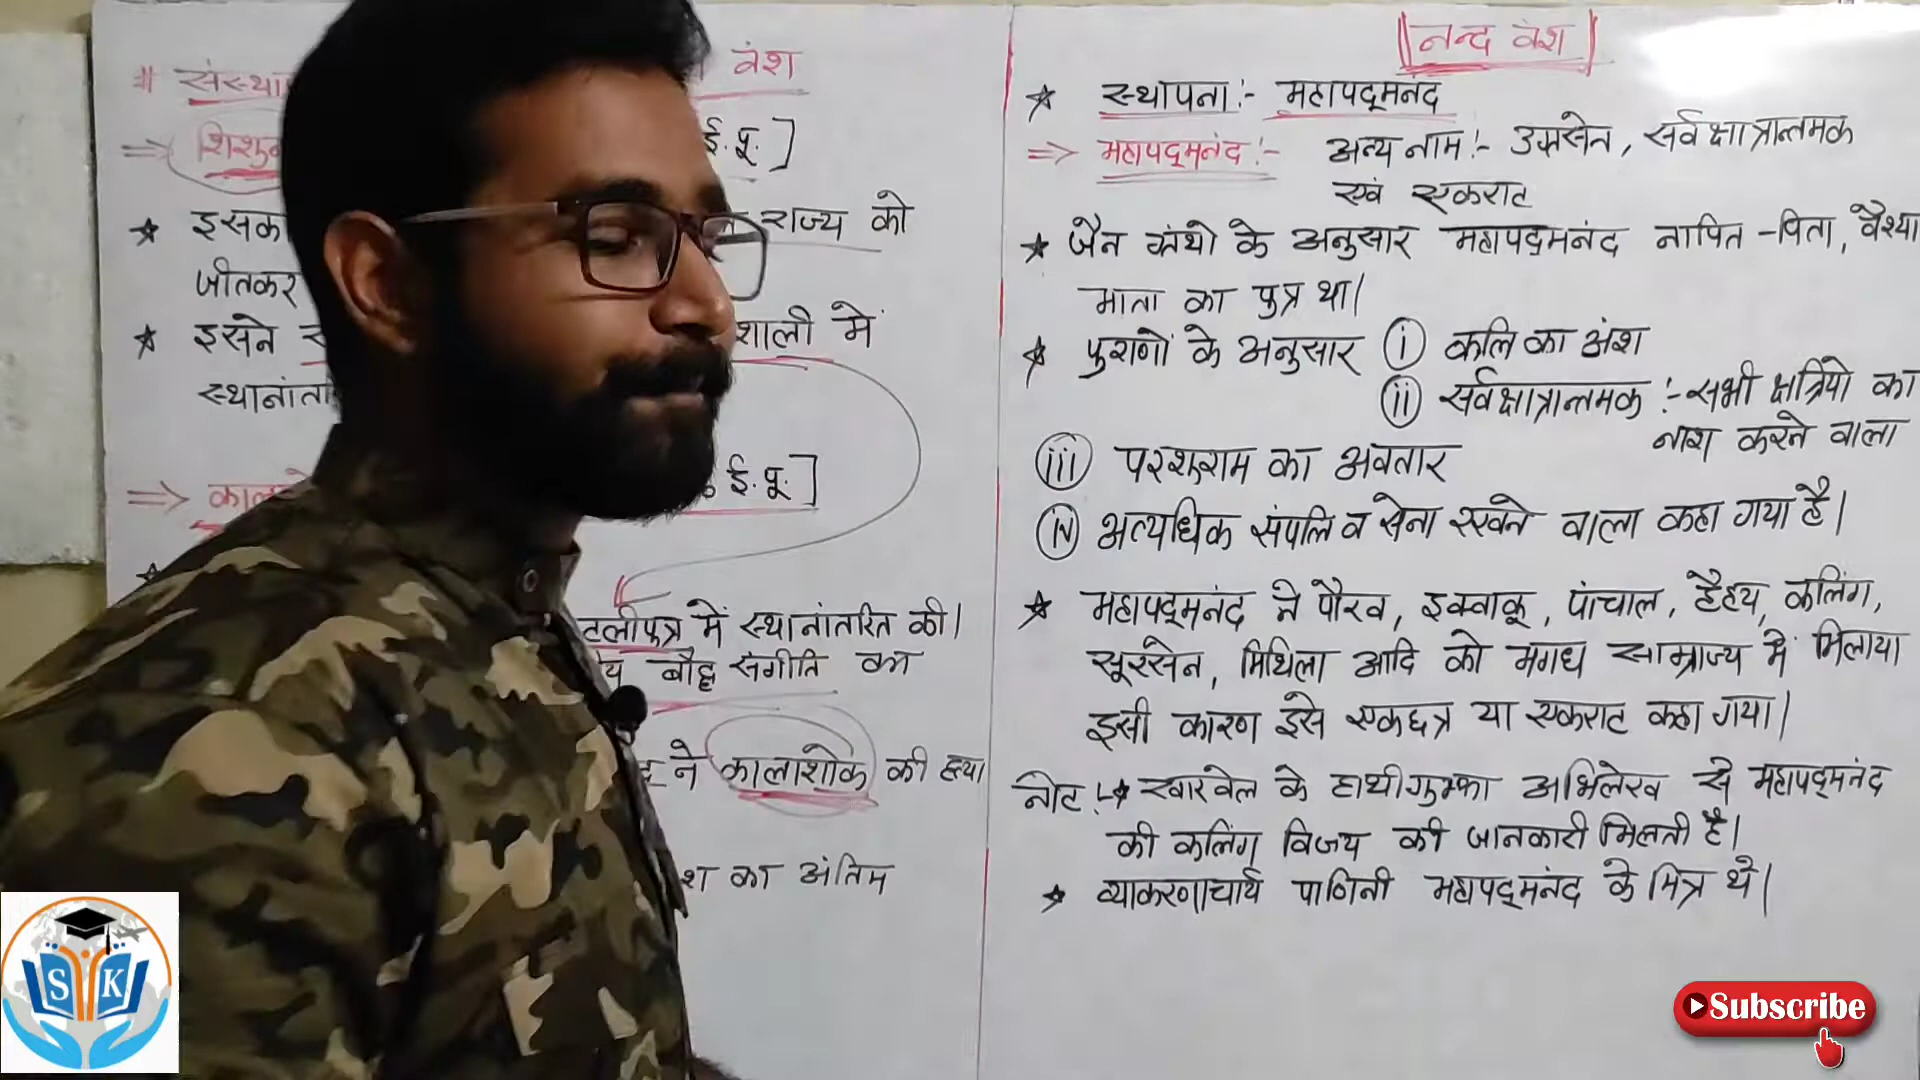 # संस्था
वंश
⇒ शिशुन
ई.पू.]
★ इसक
राज्य को
जीतकर
★ इसने
शाली में
स्थानांत
⇒ काल
ई.पू.]
★
टलीपुत्र में स्थानांतरित की।
य बौद्ध संगीति का
ने कालाशोक की हत्या
श का अंतिम
नन्द वंश
★ स्थापना:- महापद्मनंद
⇒ महापद्मनंद:- अन्य नाम:- उग्रसेन, सर्वक्षात्रान्तमक
एवं एकराट
★ जैन ग्रंथो के अनुसार महापद्मनंद नापित-पिता, वैश्या
माता का पुत्र था।
★ पुराणों के अनुसार (i) कलि का अंश
(ii) सर्वक्षात्रान्तमक:- सभी क्षत्रियो का
नाश करने वाला
(iii) परशुराम का अवतार
(iv) अत्यधिक संपत्ति व सेना रखने वाला कहा गया है।
★ महापद्मनंद ने पौरव, इक्वाकू, पांचाल, हैहय, कलिंग,
सूरसेन, मिथिला आदि को मगध साम्राज्य में मिलाया
इसी कारण इसे एकछत्र या एकराट कहा गया।
नोट:-★ खारवेल के हाथीगुम्फा अभिलेख से महापद्मनंद
की कलिंग विजय की जानकारी मिलती है।
★ व्याकरणाचार्य पाणिनी महापद्मनंद के मित्र थे।
SK
Subscribe